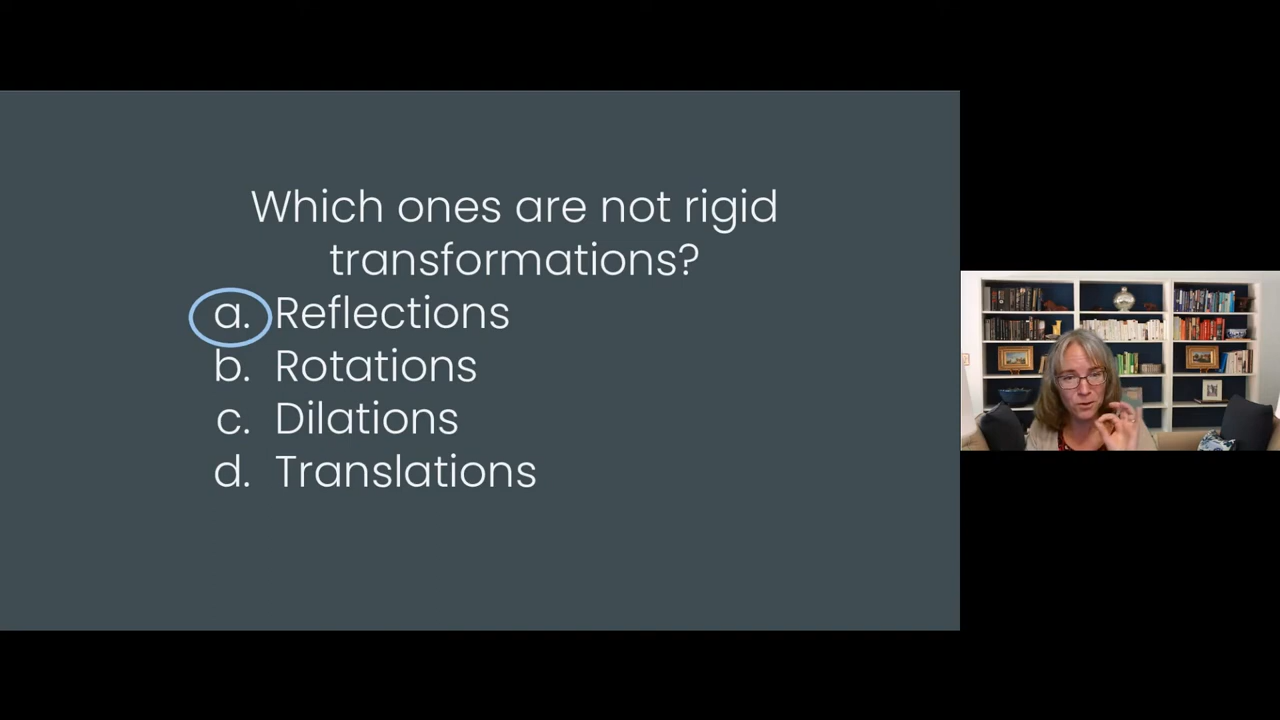 Which ones are not rigid
transformations?
a. Reflections
b. Rotations
c. Dilations
d. Translations